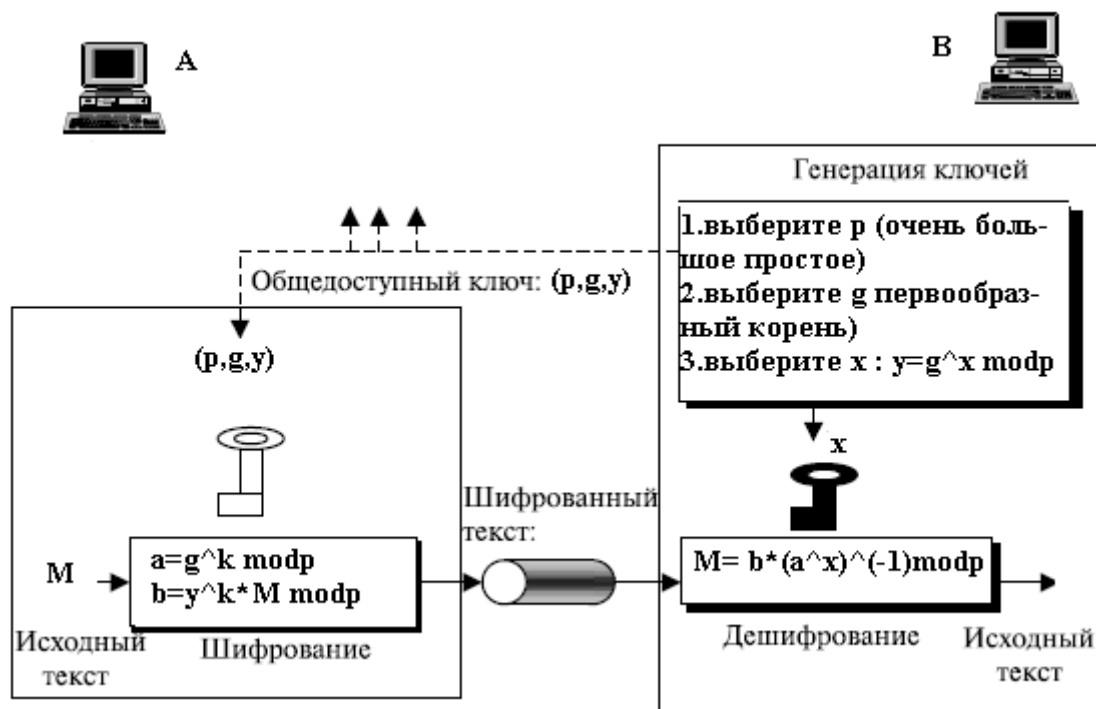 A
B
Генерация ключей
1.выберите p (очень боль-
шое простое)
2.выберите g первообраз-
ный корень)
3.выберите x : y=g^x modp
Общедоступный ключ: (p,g,y)
(p,g,y)
x
Шифрованный
текст:
M
a=g^k modp
b=y^k*M modp
M= b*(a^x)^(-1)modp
Исходный
текст
Шифрование
Дешифрование
Исходный
текст